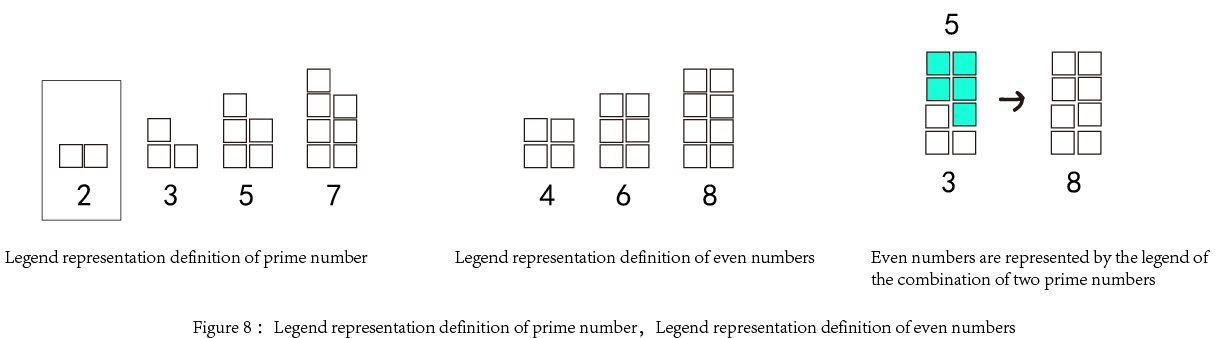 5
2 3 5 7 4 6 8 3 8
Legend representation definition of prime number
Legend representation definition of even numbers
Even numbers are represented by the legend of
the combination of two prime numbers
Figure 8： Legend representation definition of prime number，Legend representation definition of even numbers